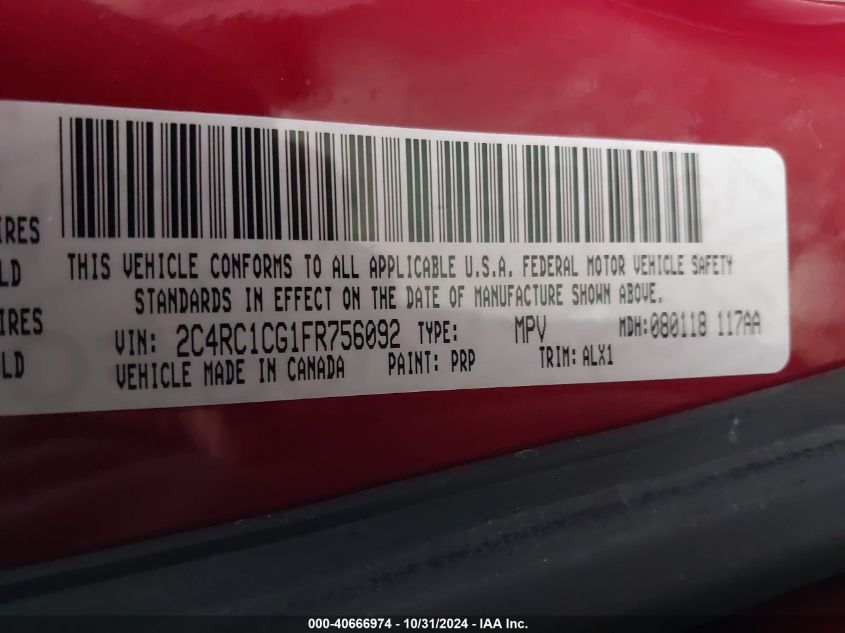 IRES
LD
THIS VEHICLE CONFORMS TO ALL APPLICABLE U.S.A. FEDERAL MOTOR VEHICLE SAFETY
STANDARDS IN EFFECT ON THE DATE OF MANUFACTURE SHOWN ABOVE.
IRES
VIN: 2C4RC1CG1FR756092 TYPE: MPV MDH:080118 117AA
LD
VEHICLE MADE IN CANADA PAINT: PRP TRIM: ALX1
000-40666974 | 10/31/2024 - IAA Inc.